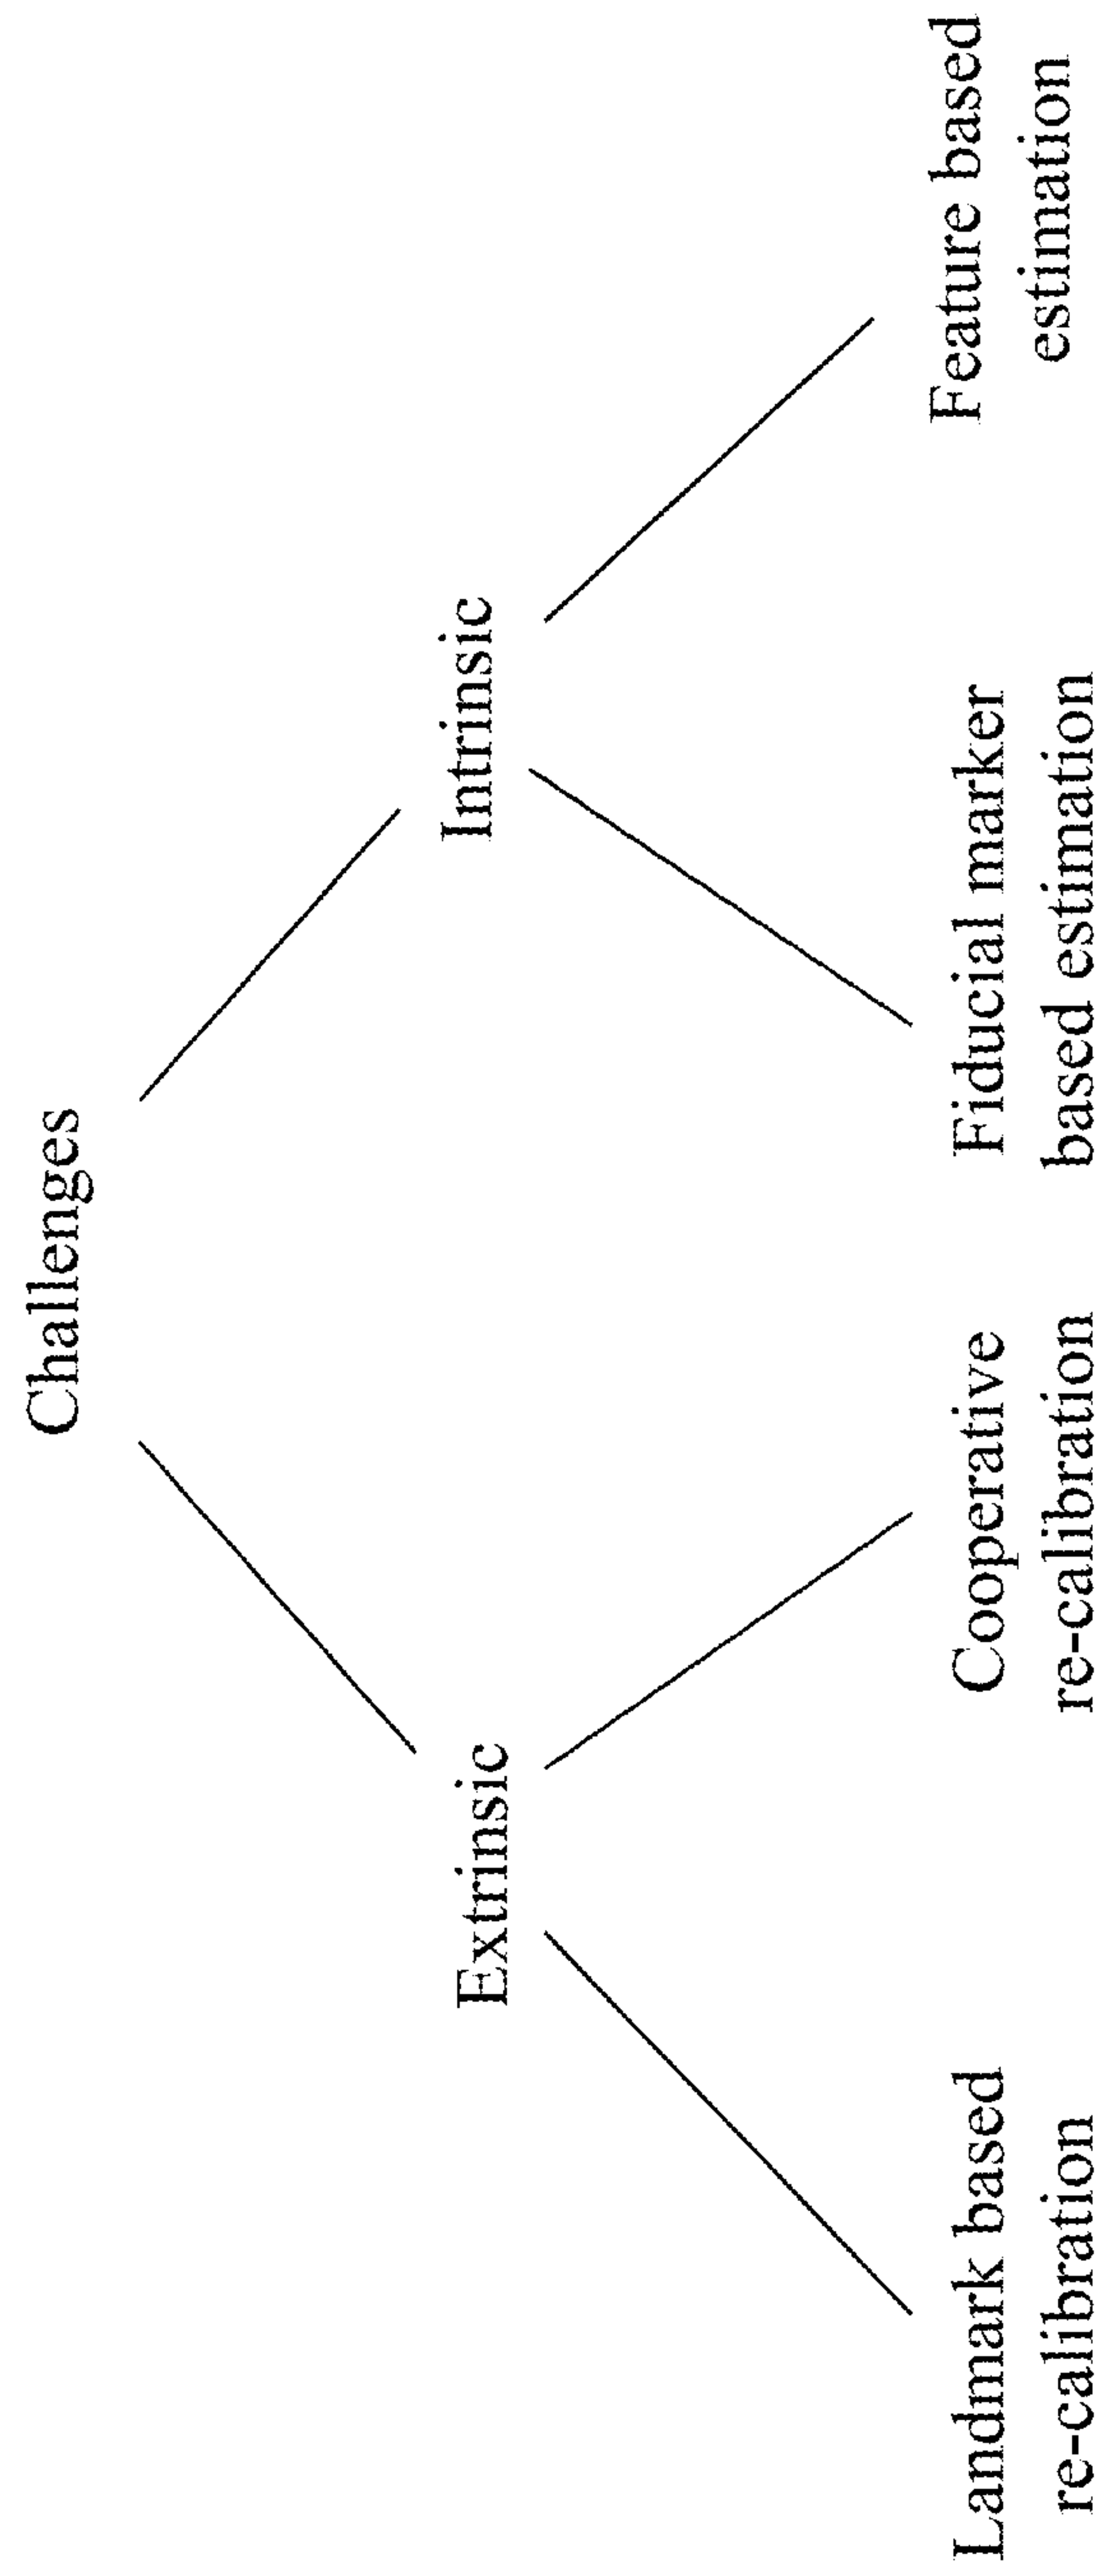 Challenges
Extrinsic
Intrinsic
Landmark based
re-calibration
Cooperative
re-calibration
Fiducial marker
based estimation
Feature based
estimation